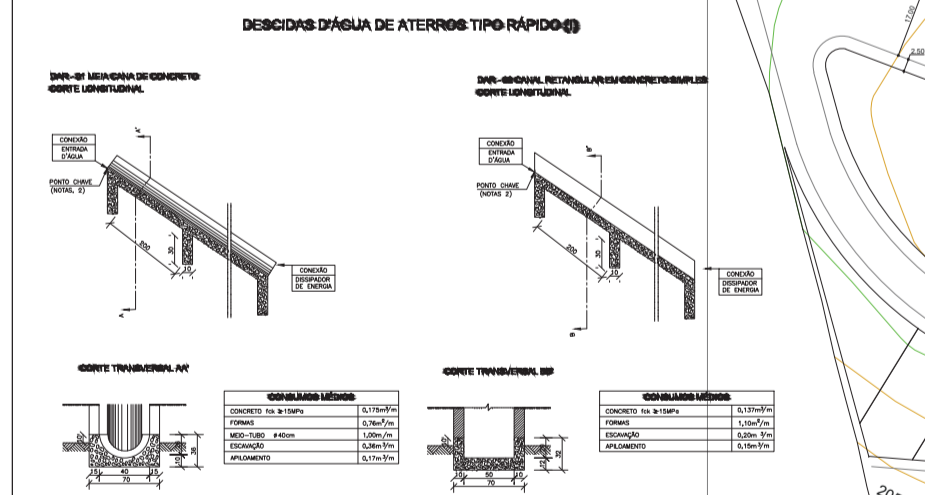 DESCIDAS D'ÁGUA DE ATERROS TIPO RÁPIDO (I)
DAR-01 MEIA CANA DE CONCRETO
CORTE LONGITUDINAL
CONEXÃO
ENTRADA
D'ÁGUA
PONTO CHAVE
(NOTAS, 2)
A'
200
30
10
CONEXÃO
DISSIPADOR
DE ENERGIA
A
DAR-02 CANAL RETANGULAR EM CONCRETO SIMPLES
CORTE LONGITUDINAL
CONEXÃO
ENTRADA
D'ÁGUA
PONTO CHAVE
(NOTAS 2)
B'
200
30
10
CONEXÃO
DISSIPADOR
DE ENERGIA
B
17,00
2,50
CORTE TRANSVERSAL AA'
15 40 15
70
10
35
CONSUMOS MÉDIOS
CONCRETO fck ≥15MPa 0,175m³/m
FORMAS 0,76m²/m
MEIO-TUBO ø40cm 1,00m/m
ESCAVAÇÃO 0,36m³/m
APILOAMENTO 0,17m³/m
CORTE TRANSVERSAL BB'
10 50 10
70
12
32
CONSUMOS MÉDIOS
CONCRETO fck ≥15MPa 0,137m³/m
FORMAS 1,10m²/m
ESCAVAÇÃO 0,20m³/m
APILOAMENTO 0,15m³/m